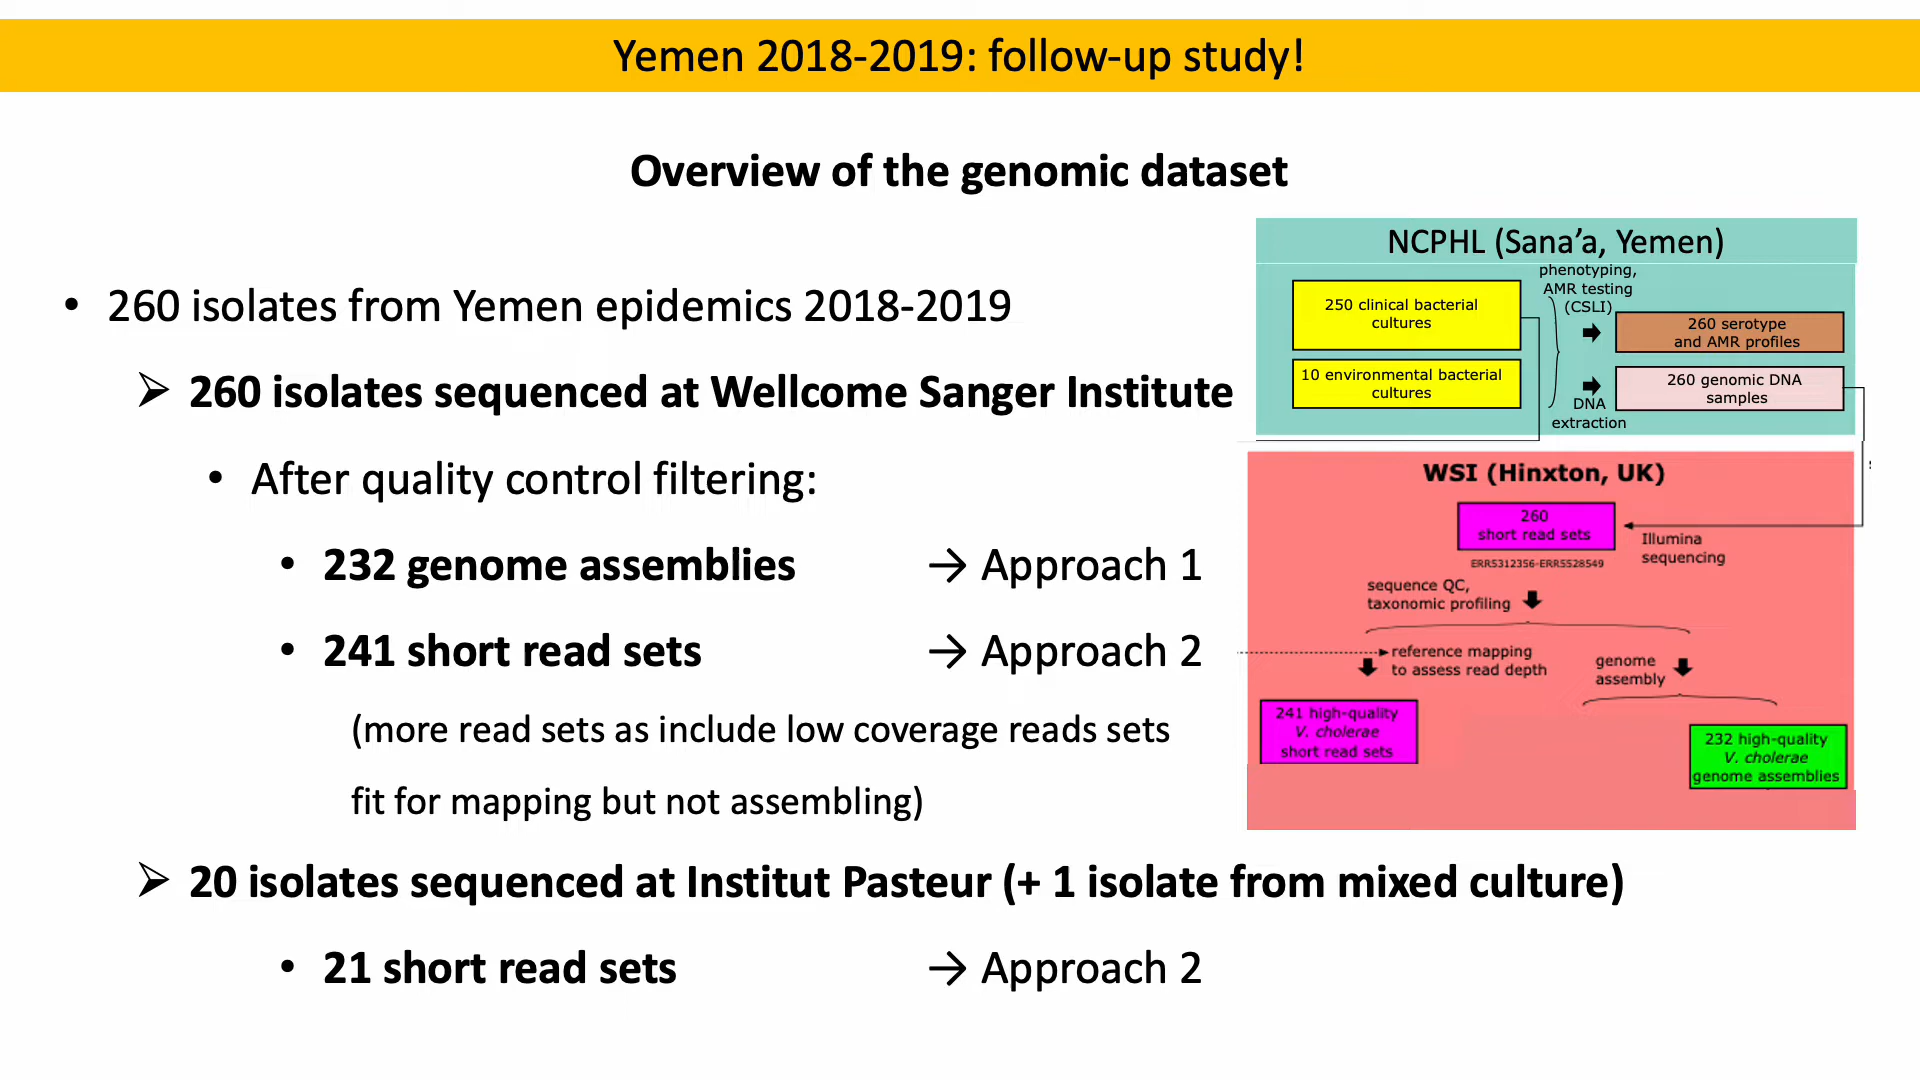 Yemen 2018-2019: follow-up study!
Overview of the genomic dataset
• 260 isolates from Yemen epidemics 2018-2019
➢ 260 isolates sequenced at Wellcome Sanger Institute
• After quality control filtering:
• 232 genome assemblies → Approach 1
• 241 short read sets → Approach 2
(more read sets as include low coverage reads sets
fit for mapping but not assembling)
➢ 20 isolates sequenced at Institut Pasteur (+ 1 isolate from mixed culture)
• 21 short read sets → Approach 2
NCPHL (Sana’a, Yemen)
250 clinical bacterial
cultures
10 environmental bacterial
cultures
phenotyping,
AMR testing
(CSLI)
260 serotype
and AMR profiles
DNA
extraction
260 genomic DNA
samples
WSI (Hinxton, UK)
260
short read sets
ERR5312356-ERR5528549
Illumina
sequencing
sequence QC,
taxonomic profiling
reference mapping
to assess read depth
genome
assembly
241 high-quality
V. cholerae
short read sets
232 high-quality
V. cholerae
genome assemblies